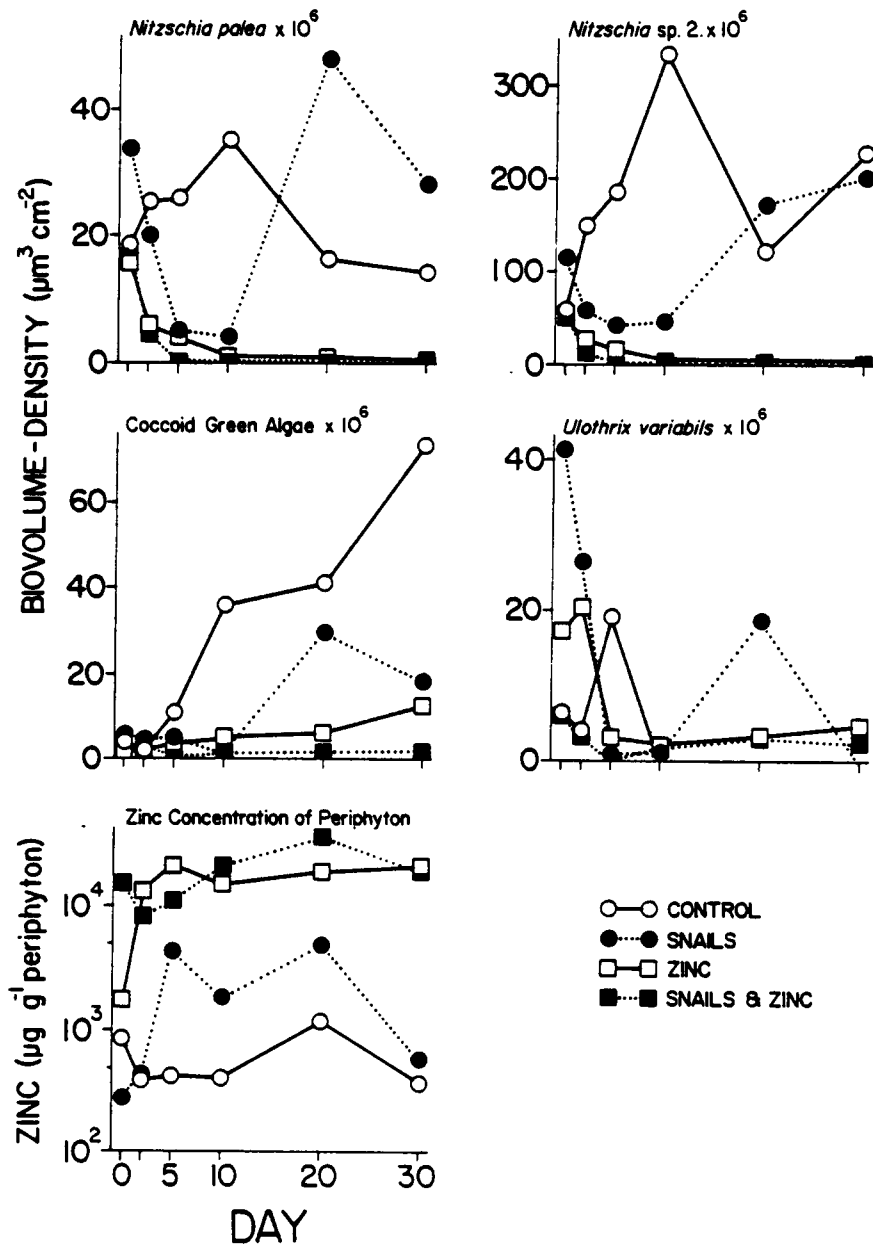 Nitzschia palea x 10⁶
Nitzschia sp. 2. x 10⁶
BIOVOLUME-DENSITY (µm³ cm⁻²)
40
20
0
300
200
100
0
Coccoid Green Algae x 10⁶
Ulothrix variabils x 10⁶
60
40
20
0
40
20
0
Zinc Concentration of Periphyton
ZINC (µg g⁻¹ periphyton)
10⁴
10³
10²
0 5 10 20 30
DAY
CONTROL
SNAILS
ZINC
SNAILS & ZINC